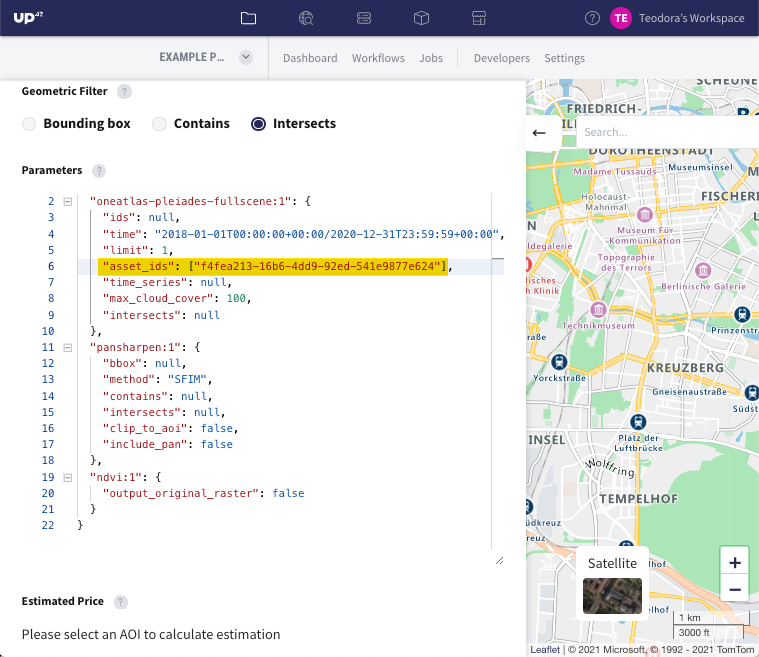 UP42
TE Teodora's Workspace
EXAMPLE P...
Dashboard Workflows Jobs Developers Settings
Geometric Filter ?
Bounding box Contains Intersects
Parameters ?
2 "oneatlas-pleiades-fullscene:1": {
3 "ids": null,
4 "time": "2018-01-01T00:00:00+00:00/2020-12-31T23:59:59+00:00",
5 "limit": 1,
6 "asset_ids": ["f4fea213-16b6-4dd9-92ed-541e9877e624"],
7 "time_series": null,
8 "max_cloud_cover": 100,
9 "intersects": null
10 },
11 "pansharpen:1": {
12 "bbox": null,
13 "method": "SFIM",
14 "contains": null,
15 "intersects": null,
16 "clip_to_aoi": false,
17 "include_pan": false
18 },
19 "ndvi:1": {
20 "output_original_raster": false
21 }
22 }
Estimated Price ?
Please select an AOI to calculate estimation
SCHEUNE
FRIEDRICH-
Search...
DOROTHEENSTADT
Madame Tussauds
Museumsinsel
Holocaust-
Mahnmal
FISCHERI
Museum Für
Kommunikation
ldegalerie
Topographie
des Terrors
Berlinische Galerie
isches
ch Klinik
Technikmuseum
Prinzenstr
raße
Yorckstraße
KREUZBERG
Gneisenaustraße
Südst
INSEL
Platz der
Luftbrücke
Wolffring
TEMPELHOF
üdkreuz
reuz
Satellite
hof
elhof
+
−
1 km
3000 ft
Leaflet | © 2021 Microsoft, © 1992 - 2021 TomTom